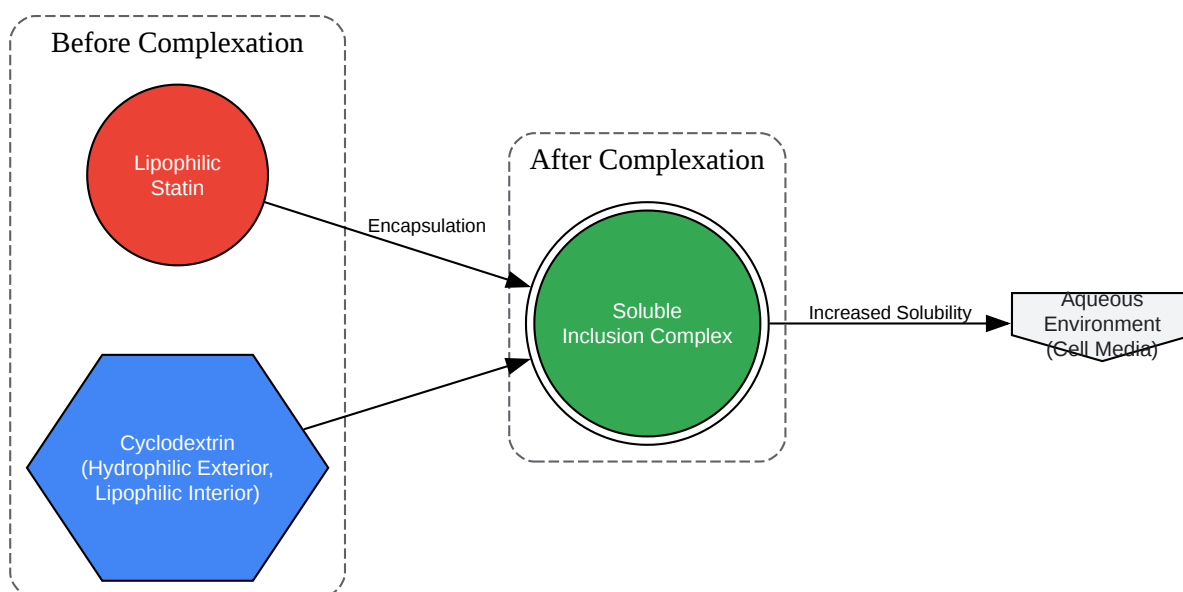 Before Complexation
Lipophilic
Statin
Encapsulation
Cyclodextrin
(Hydrophilic Exterior,
Lipophilic Interior)
After Complexation
Soluble
Inclusion Complex
Increased Solubility
Aqueous
Environment
(Cell Media)